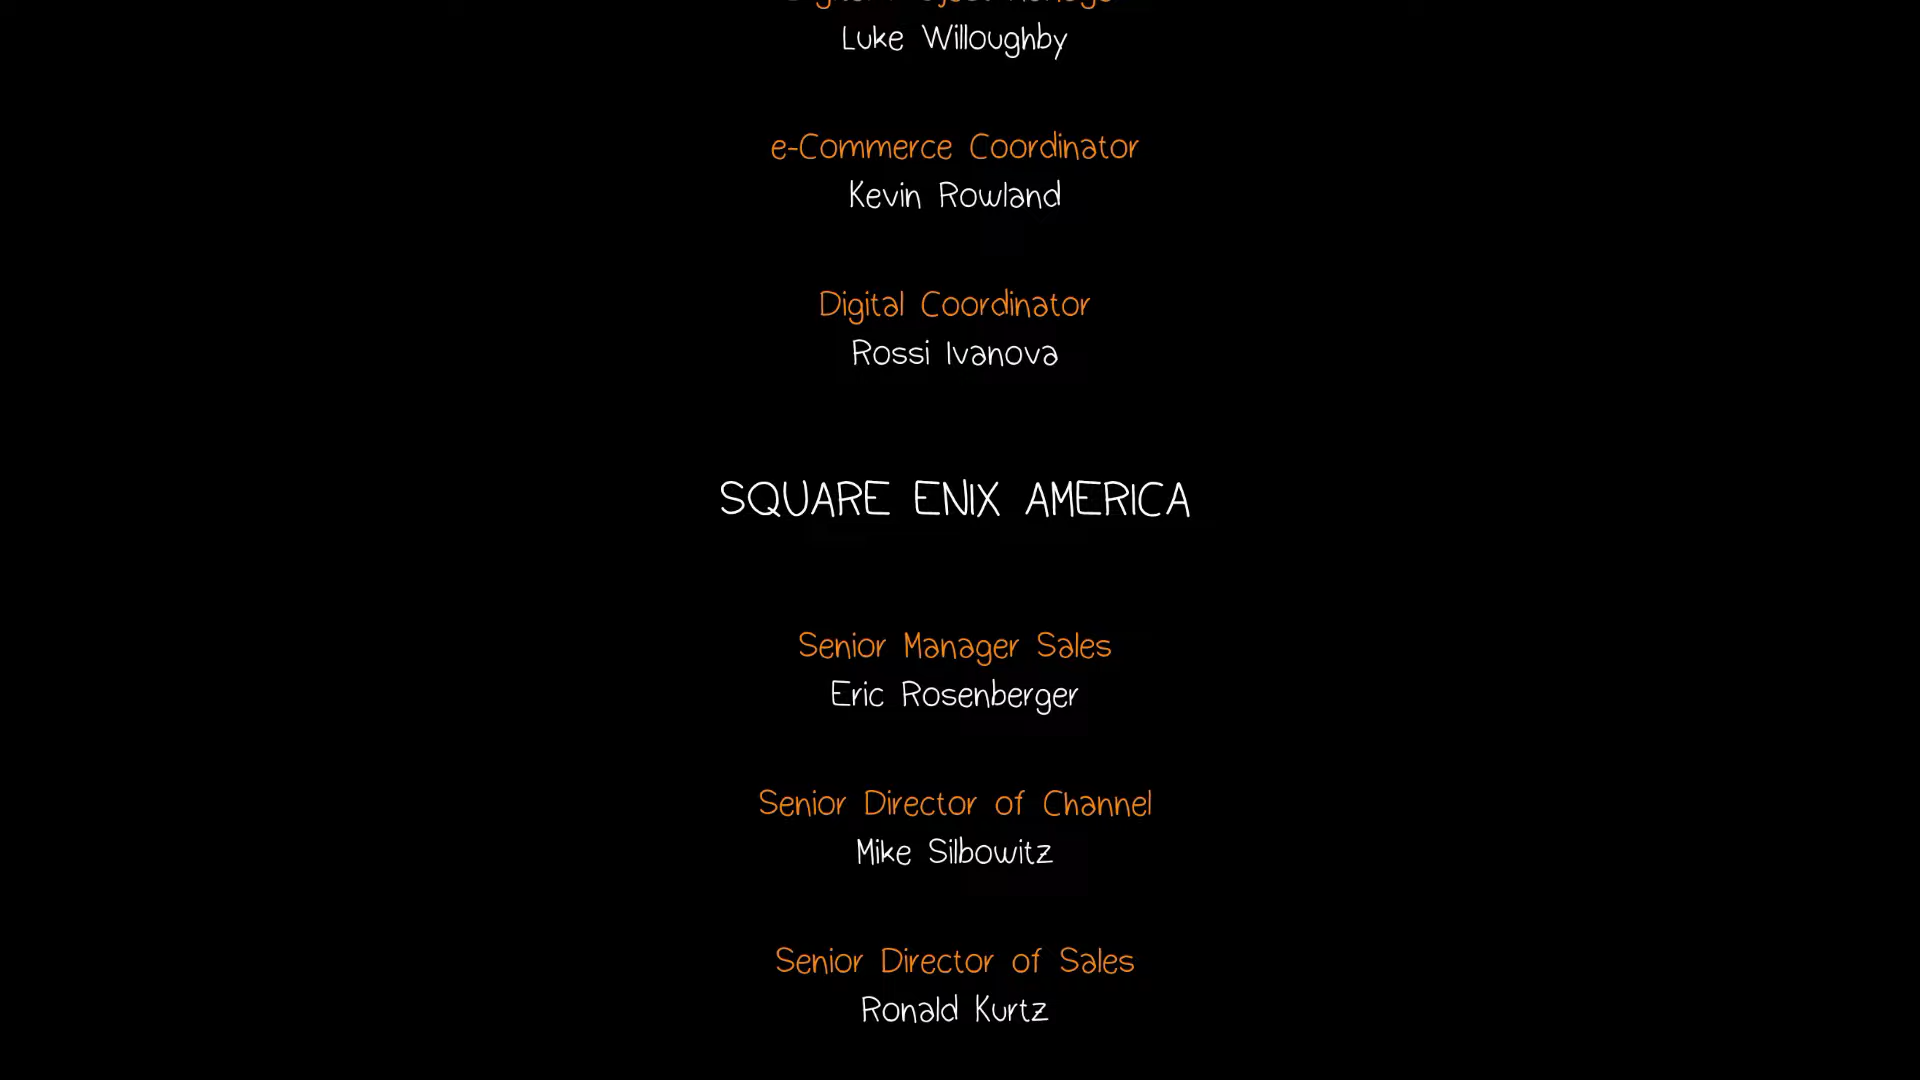 Luke Willoughby
e-Commerce Coordinator
Kevin Rowland
Digital Coordinator
Rossi Ivanova
SQUARE ENIX AMERICA
Senior Manager Sales
Eric Rosenberger
Senior Director of Channel
Mike Silbowitz
Senior Director of Sales
Ronald Kurtz